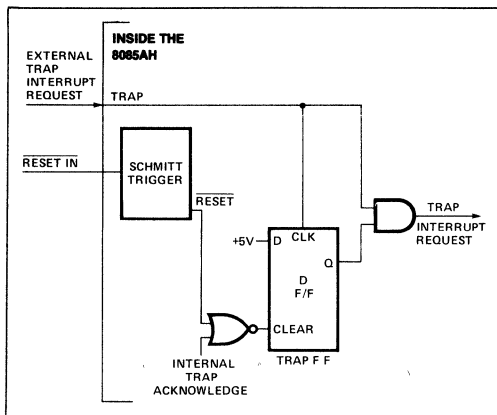 INSIDE THE
8085AH
EXTERNAL
TRAP
INTERRUPT
REQUEST
TRAP
RESET IN
SCHMITT
TRIGGER
RESET
+5V
D
CLK
Q
D
F/F
CLEAR
TRAP F F
INTERNAL
TRAP
ACKNOWLEDGE
TRAP
INTERRUPT
REQUEST